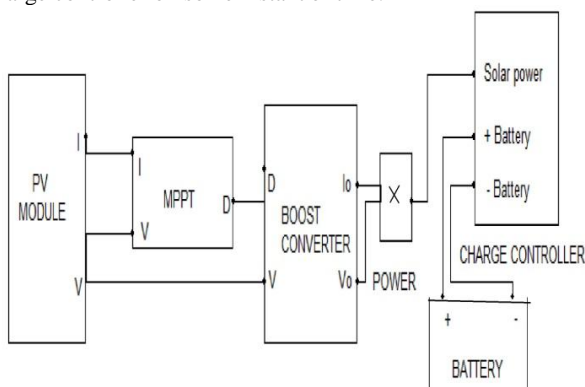 PV
MODULE
I
V
I
V
MPPT
D
D
V
BOOST
CONVERTER
Io
Vo
X
POWER
Solar power
+ Battery
- Battery
CHARGE CONTROLLER
+ -
BATTERY